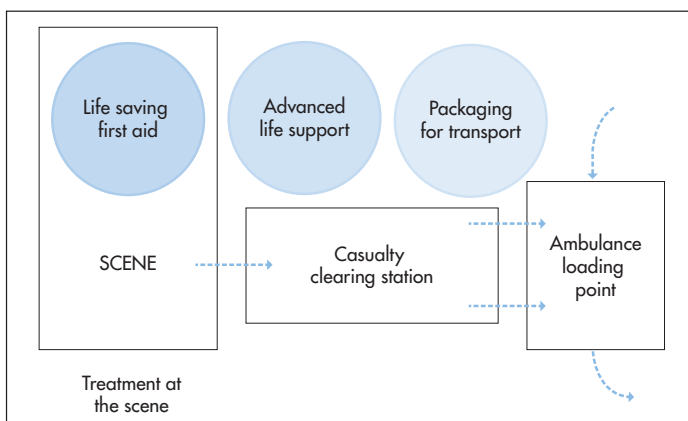 Life saving
first aid
Advanced
life support
Packaging
for transport
SCENE
Casualty
clearing station
Ambulance
loading
point
Treatment at
the scene